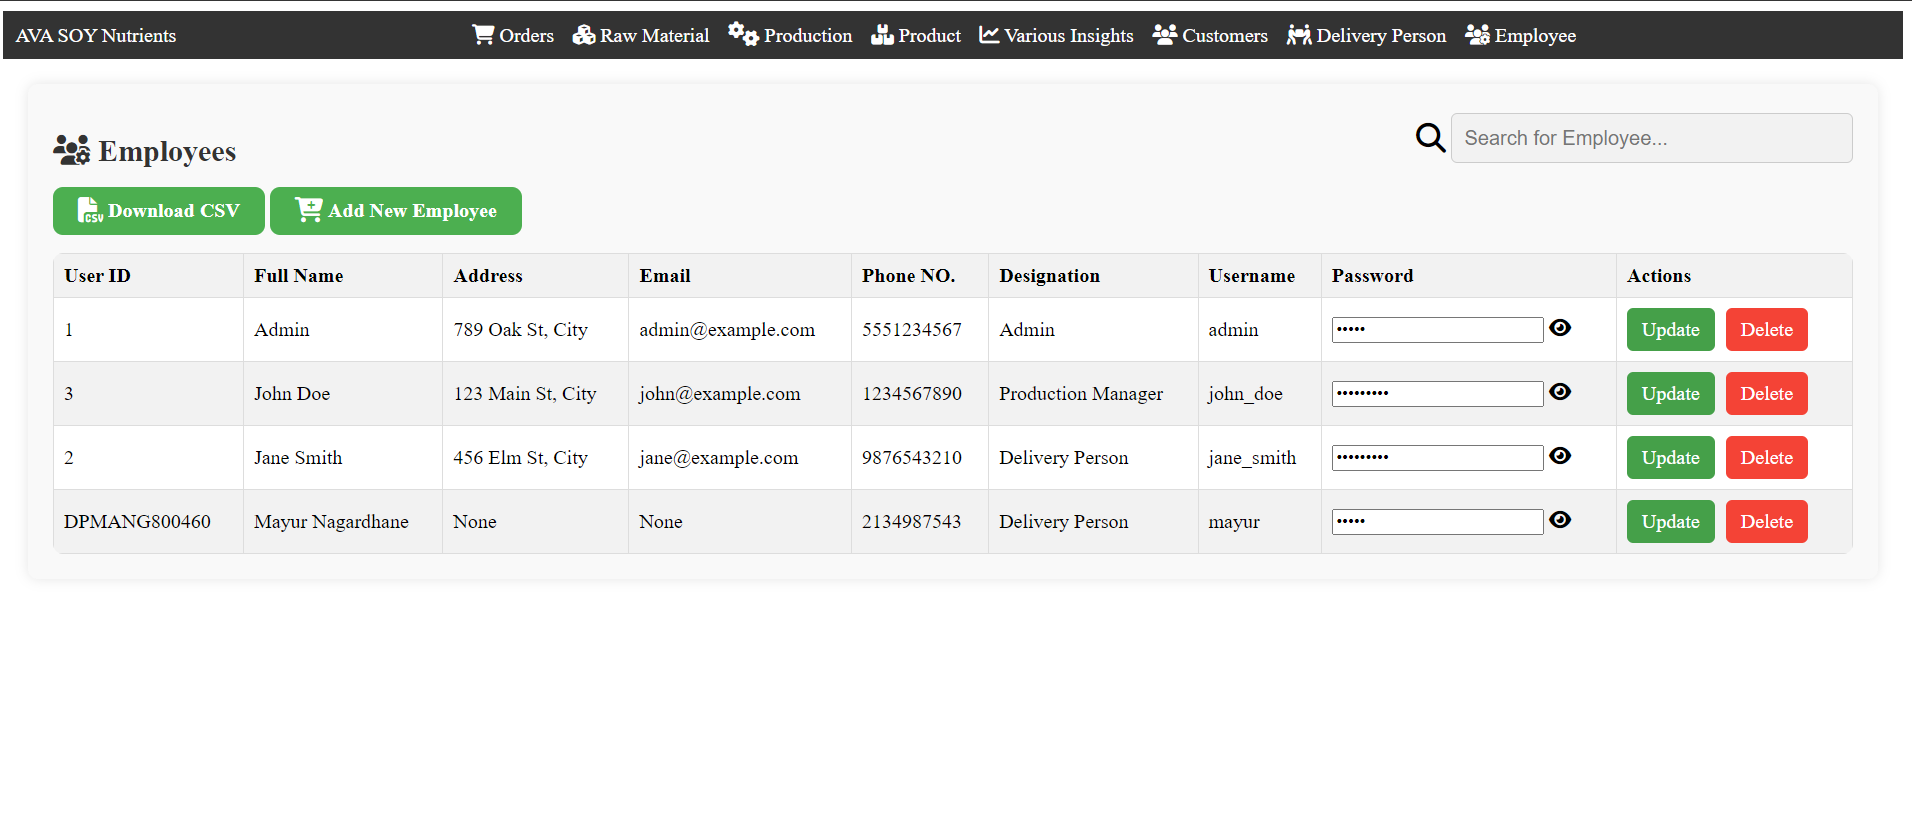 AVA SOY Nutrients Orders Raw Material Production Product Various Insights Customers Delivery Person Employee
Employees
Search for Employee...
CSV Download CSV Add New Employee
User ID Full Name Address Email Phone NO. Designation Username Password Actions
1 Admin 789 Oak St, City admin@example.com 5551234567 Admin admin ••••• Update Delete
3 John Doe 123 Main St, City john@example.com 1234567890 Production Manager john_doe ••••••••• Update Delete
2 Jane Smith 456 Elm St, City jane@example.com 9876543210 Delivery Person jane_smith ••••••••• Update Delete
DPMANG800460 Mayur Nagardhane None None 2134987543 Delivery Person mayur ••••• Update Delete